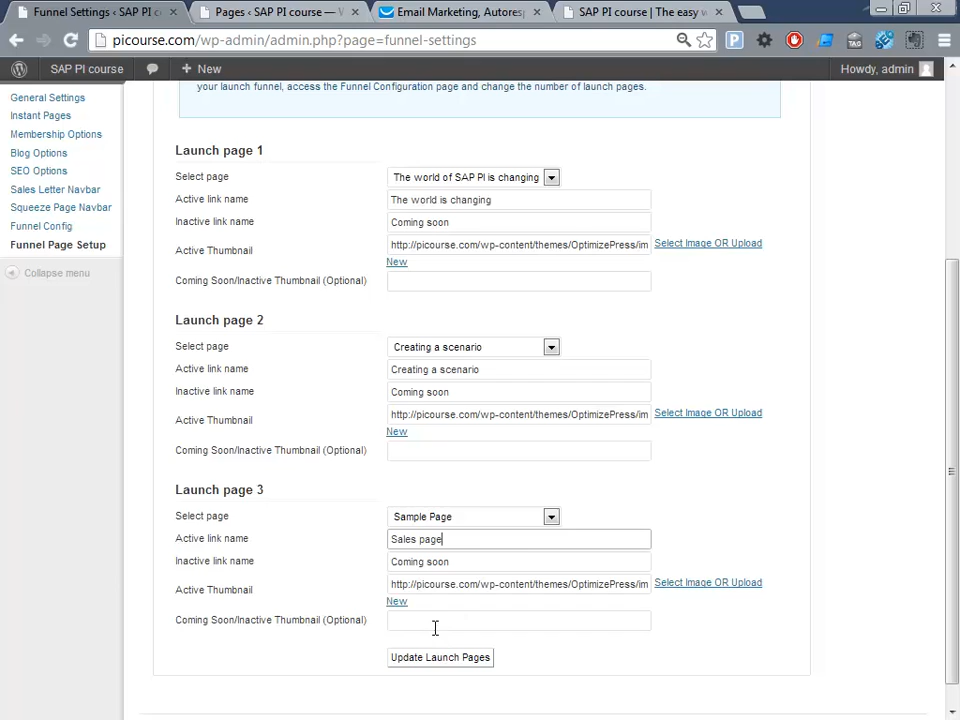 Funnel Settings ‹ SAP PI c
Pages ‹ SAP PI course — W
Email Marketing, Autoresp
SAP PI course | The easy w
picourse.com/wp-admin/admin.php?page=funnel-settings
SAP PI course
+ New
Howdy, admin
General Settings
Instant Pages
Membership Options
Blog Options
SEO Options
Sales Letter Navbar
Squeeze Page Navbar
Funnel Config
Funnel Page Setup
Collapse menu
your launch funnel, access the Funnel Configuration page and change the number of launch pages.
Launch page 1
Select page
The world of SAP PI is changing
Active link name
The world is changing
Inactive link name
Coming soon
Active Thumbnail
http://picourse.com/wp-content/themes/OptimizePress/im
Select Image OR Upload
New
Coming Soon/Inactive Thumbnail (Optional)
Launch page 2
Select page
Creating a scenario
Active link name
Creating a scenario
Inactive link name
Coming soon
Active Thumbnail
http://picourse.com/wp-content/themes/OptimizePress/im
Select Image OR Upload
New
Coming Soon/Inactive Thumbnail (Optional)
Launch page 3
Select page
Sample Page
Active link name
Sales page
Inactive link name
Coming soon
Active Thumbnail
http://picourse.com/wp-content/themes/OptimizePress/im
Select Image OR Upload
New
Coming Soon/Inactive Thumbnail (Optional)
Update Launch Pages